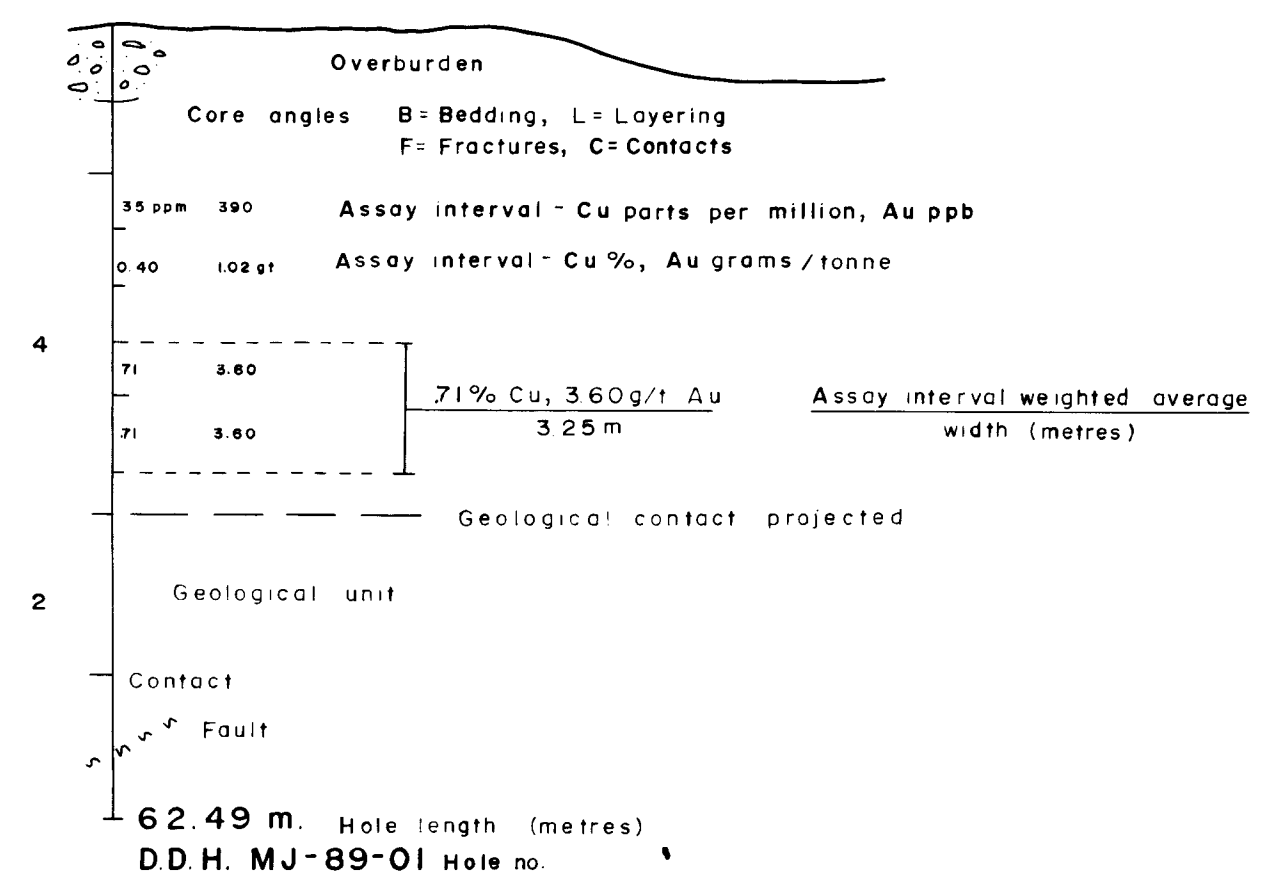 Overburden
Core angles B = Bedding, L = Layering
F= Fractures, C= Contacts
35 ppm 390 Assay interval - Cu parts per million, Au ppb
0.40 1.02 gt Assay interval - Cu %, Au grams / tonne
4
.71 3.60
.71% Cu, 3.60 g/t Au Assay interval weighted average
3.25 m width (metres)
.71 3.60
Geological contact projected
2 Geological unit
Contact
Fault
62.49 m. Hole length (metres)
D.D.H. MJ-89-01 Hole no.